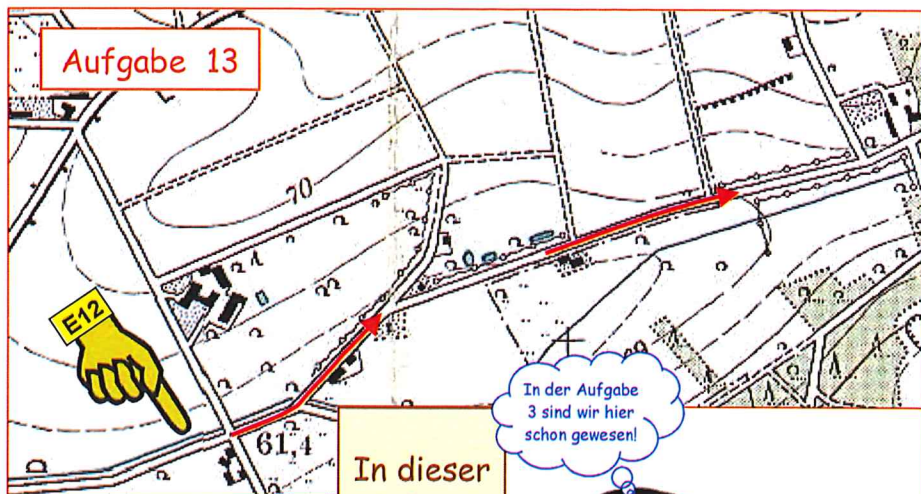 Aufgabe 13
70
E12
61,4
In der Aufgabe
3 sind wir hier
schon gewesen!
In dieser